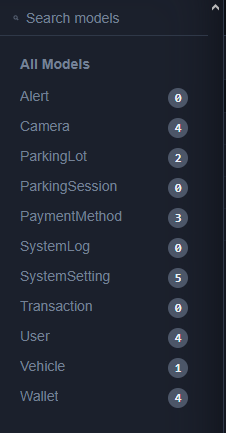 Search models
All Models
Alert 0
Camera 4
ParkingLot 2
ParkingSession 0
PaymentMethod 3
SystemLog 0
SystemSetting 5
Transaction 0
User 4
Vehicle 1
Wallet 4